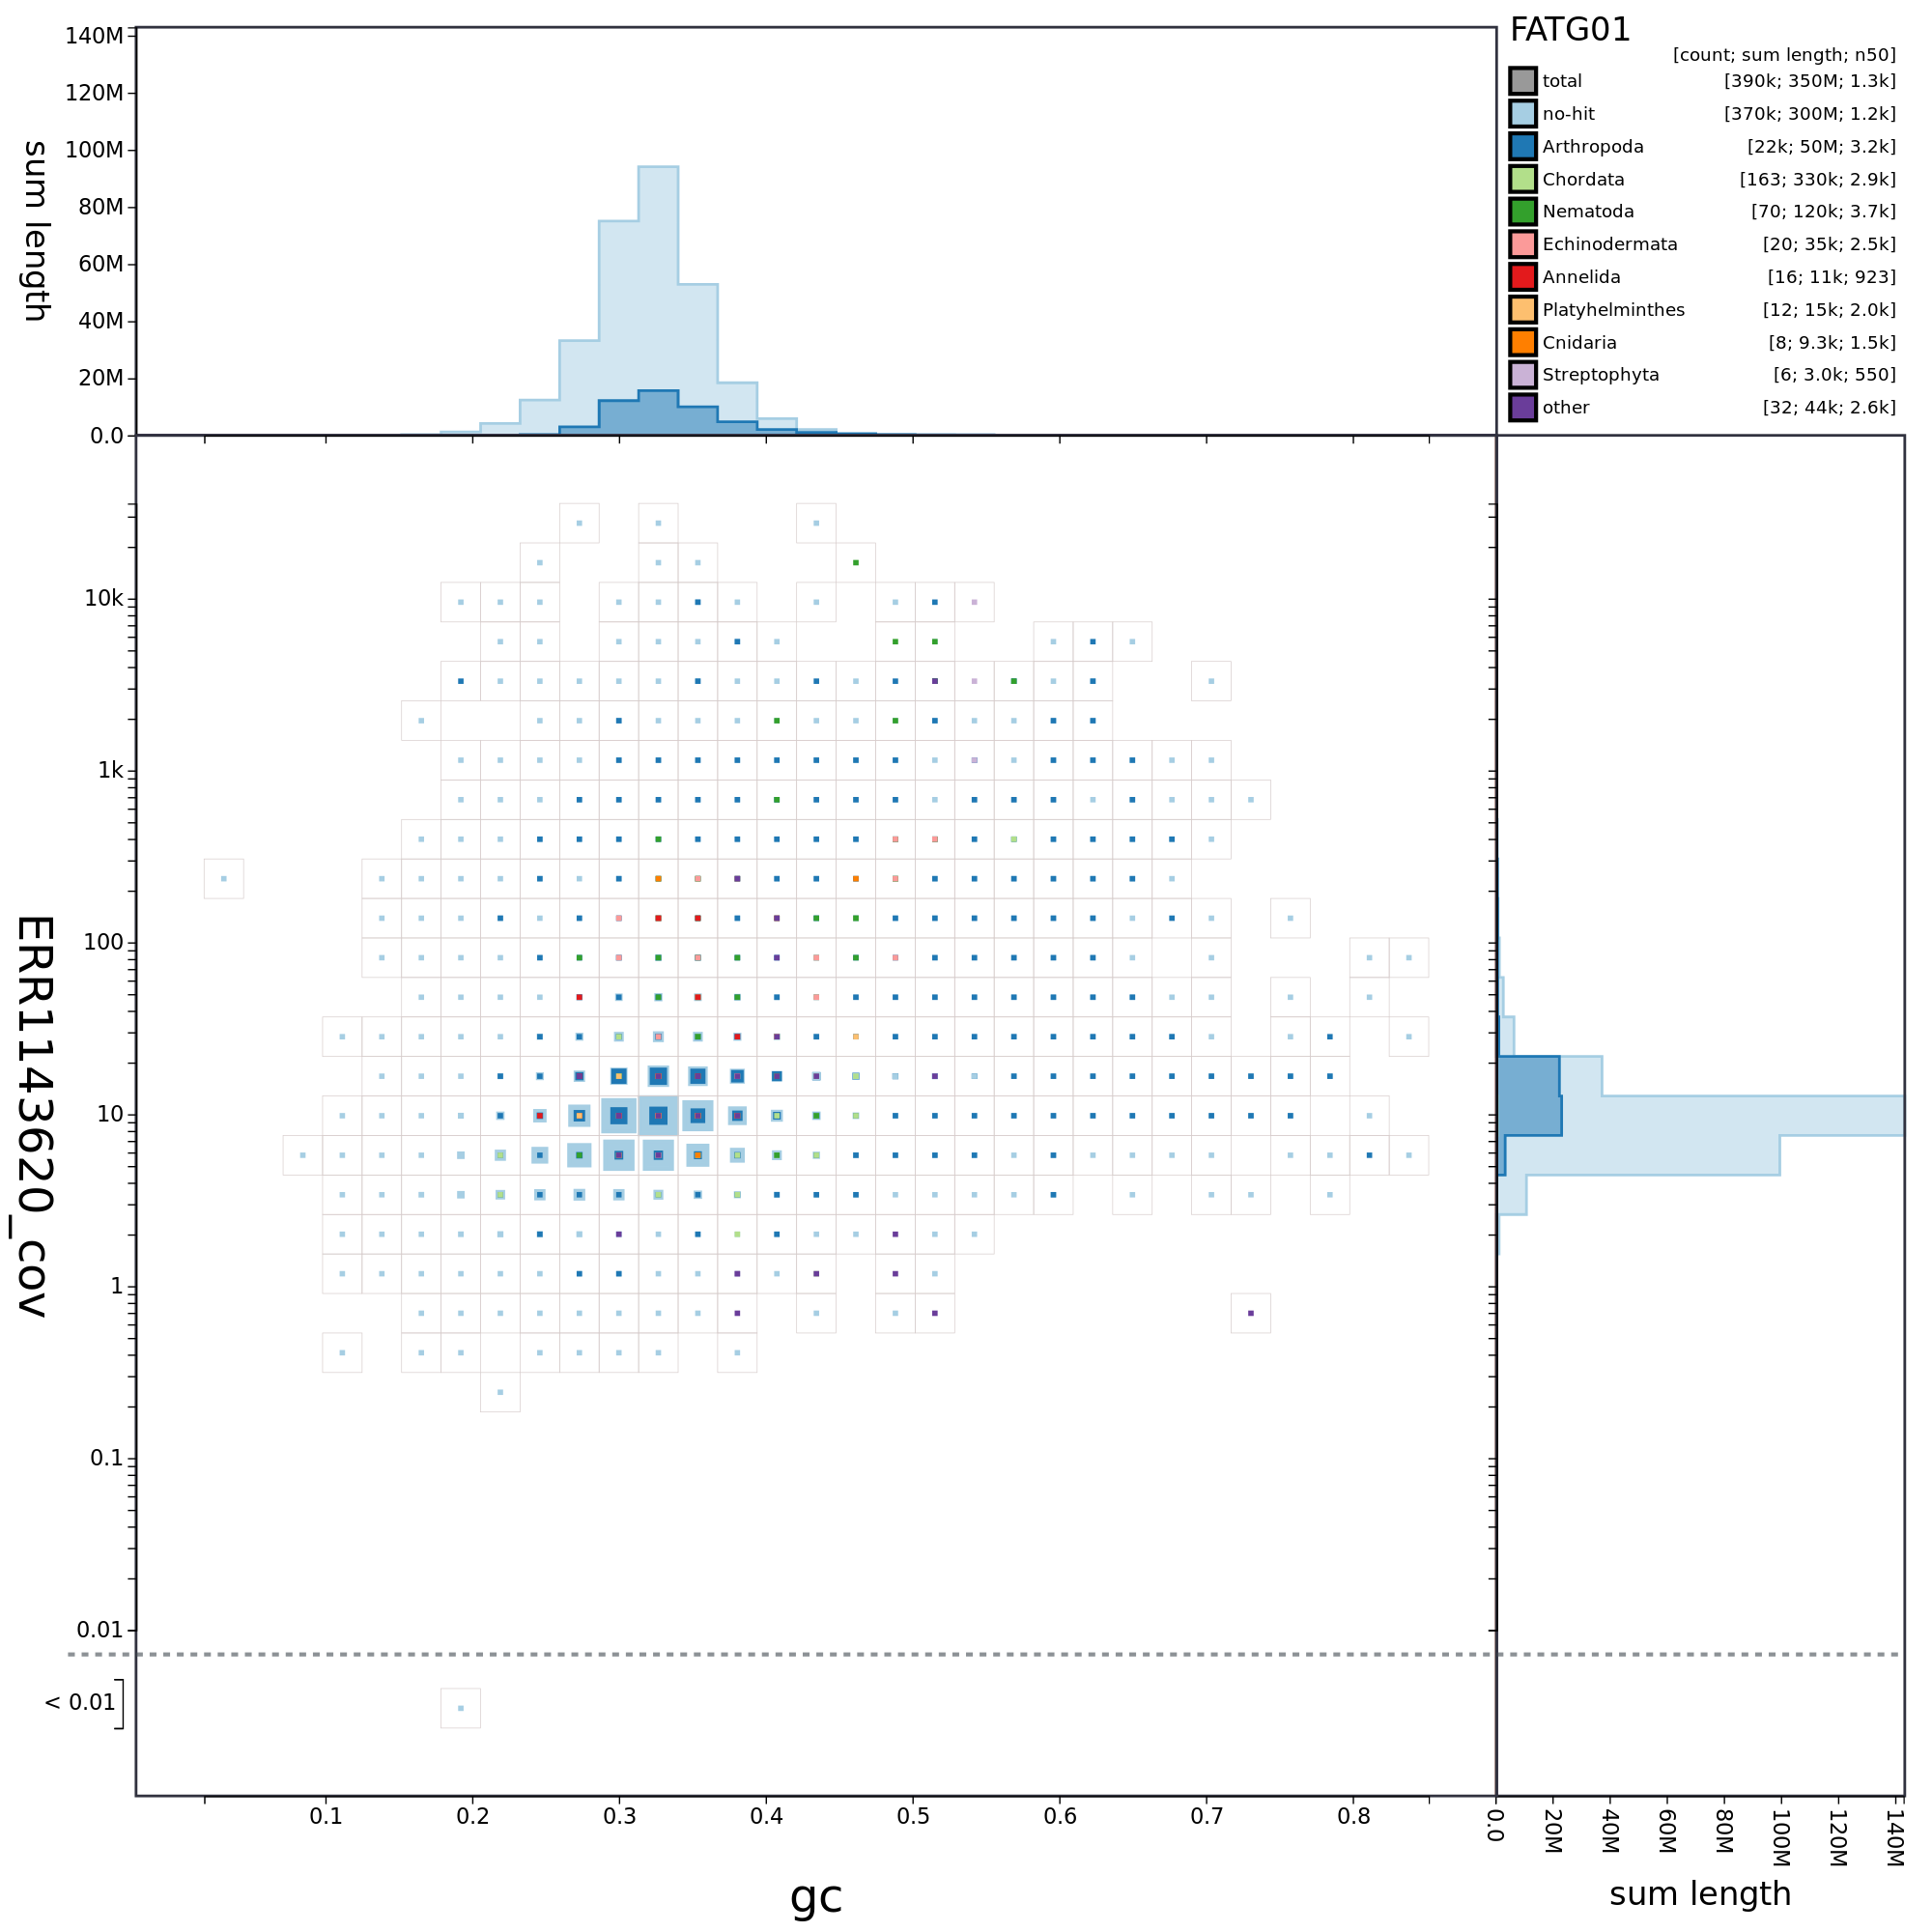 FATG01
[count; sum length; n50]
total [390k; 350M; 1.3k]
no-hit [370k; 300M; 1.2k]
Arthropoda [22k; 50M; 3.2k]
Chordata [163; 330k; 2.9k]
Nematoda [70; 120k; 3.7k]
Echinodermata [20; 35k; 2.5k]
Annelida [16; 11k; 923]
Platyhelminthes [12; 15k; 2.0k]
Cnidaria [8; 9.3k; 1.5k]
Streptophyta [6; 3.0k; 550]
other [32; 44k; 2.6k]
sum length
140M
120M
100M
80M
60M
40M
20M
0.0
ERR1143620_cov
10k
1k
100
10
1
0.1
0.01
< 0.01
0.1 0.2 0.3 0.4 0.5 0.6 0.7 0.8
gc
0.0 20M 40M 60M 80M 100M 120M 140M
sum length